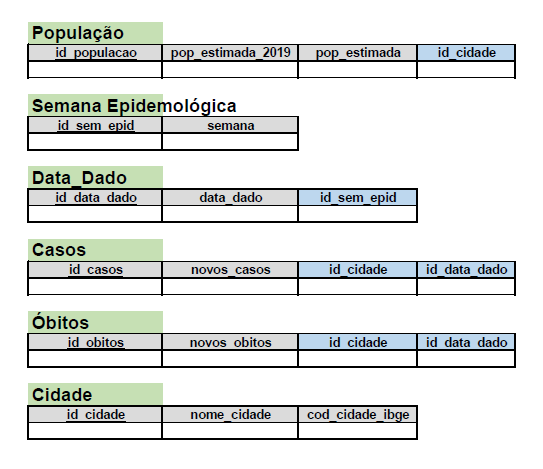 População
id_populacao pop_estimada_2019 pop_estimada id_cidade
Semana Epidemológica
id_sem_epid semana
Data_Dado
id_data_dado data_dado id_sem_epid
Casos
id_casos novos_casos id_cidade id_data_dado
Óbitos
id_obitos novos_obitos id_cidade id_data_dado
Cidade
id_cidade nome_cidade cod_cidade_ibge